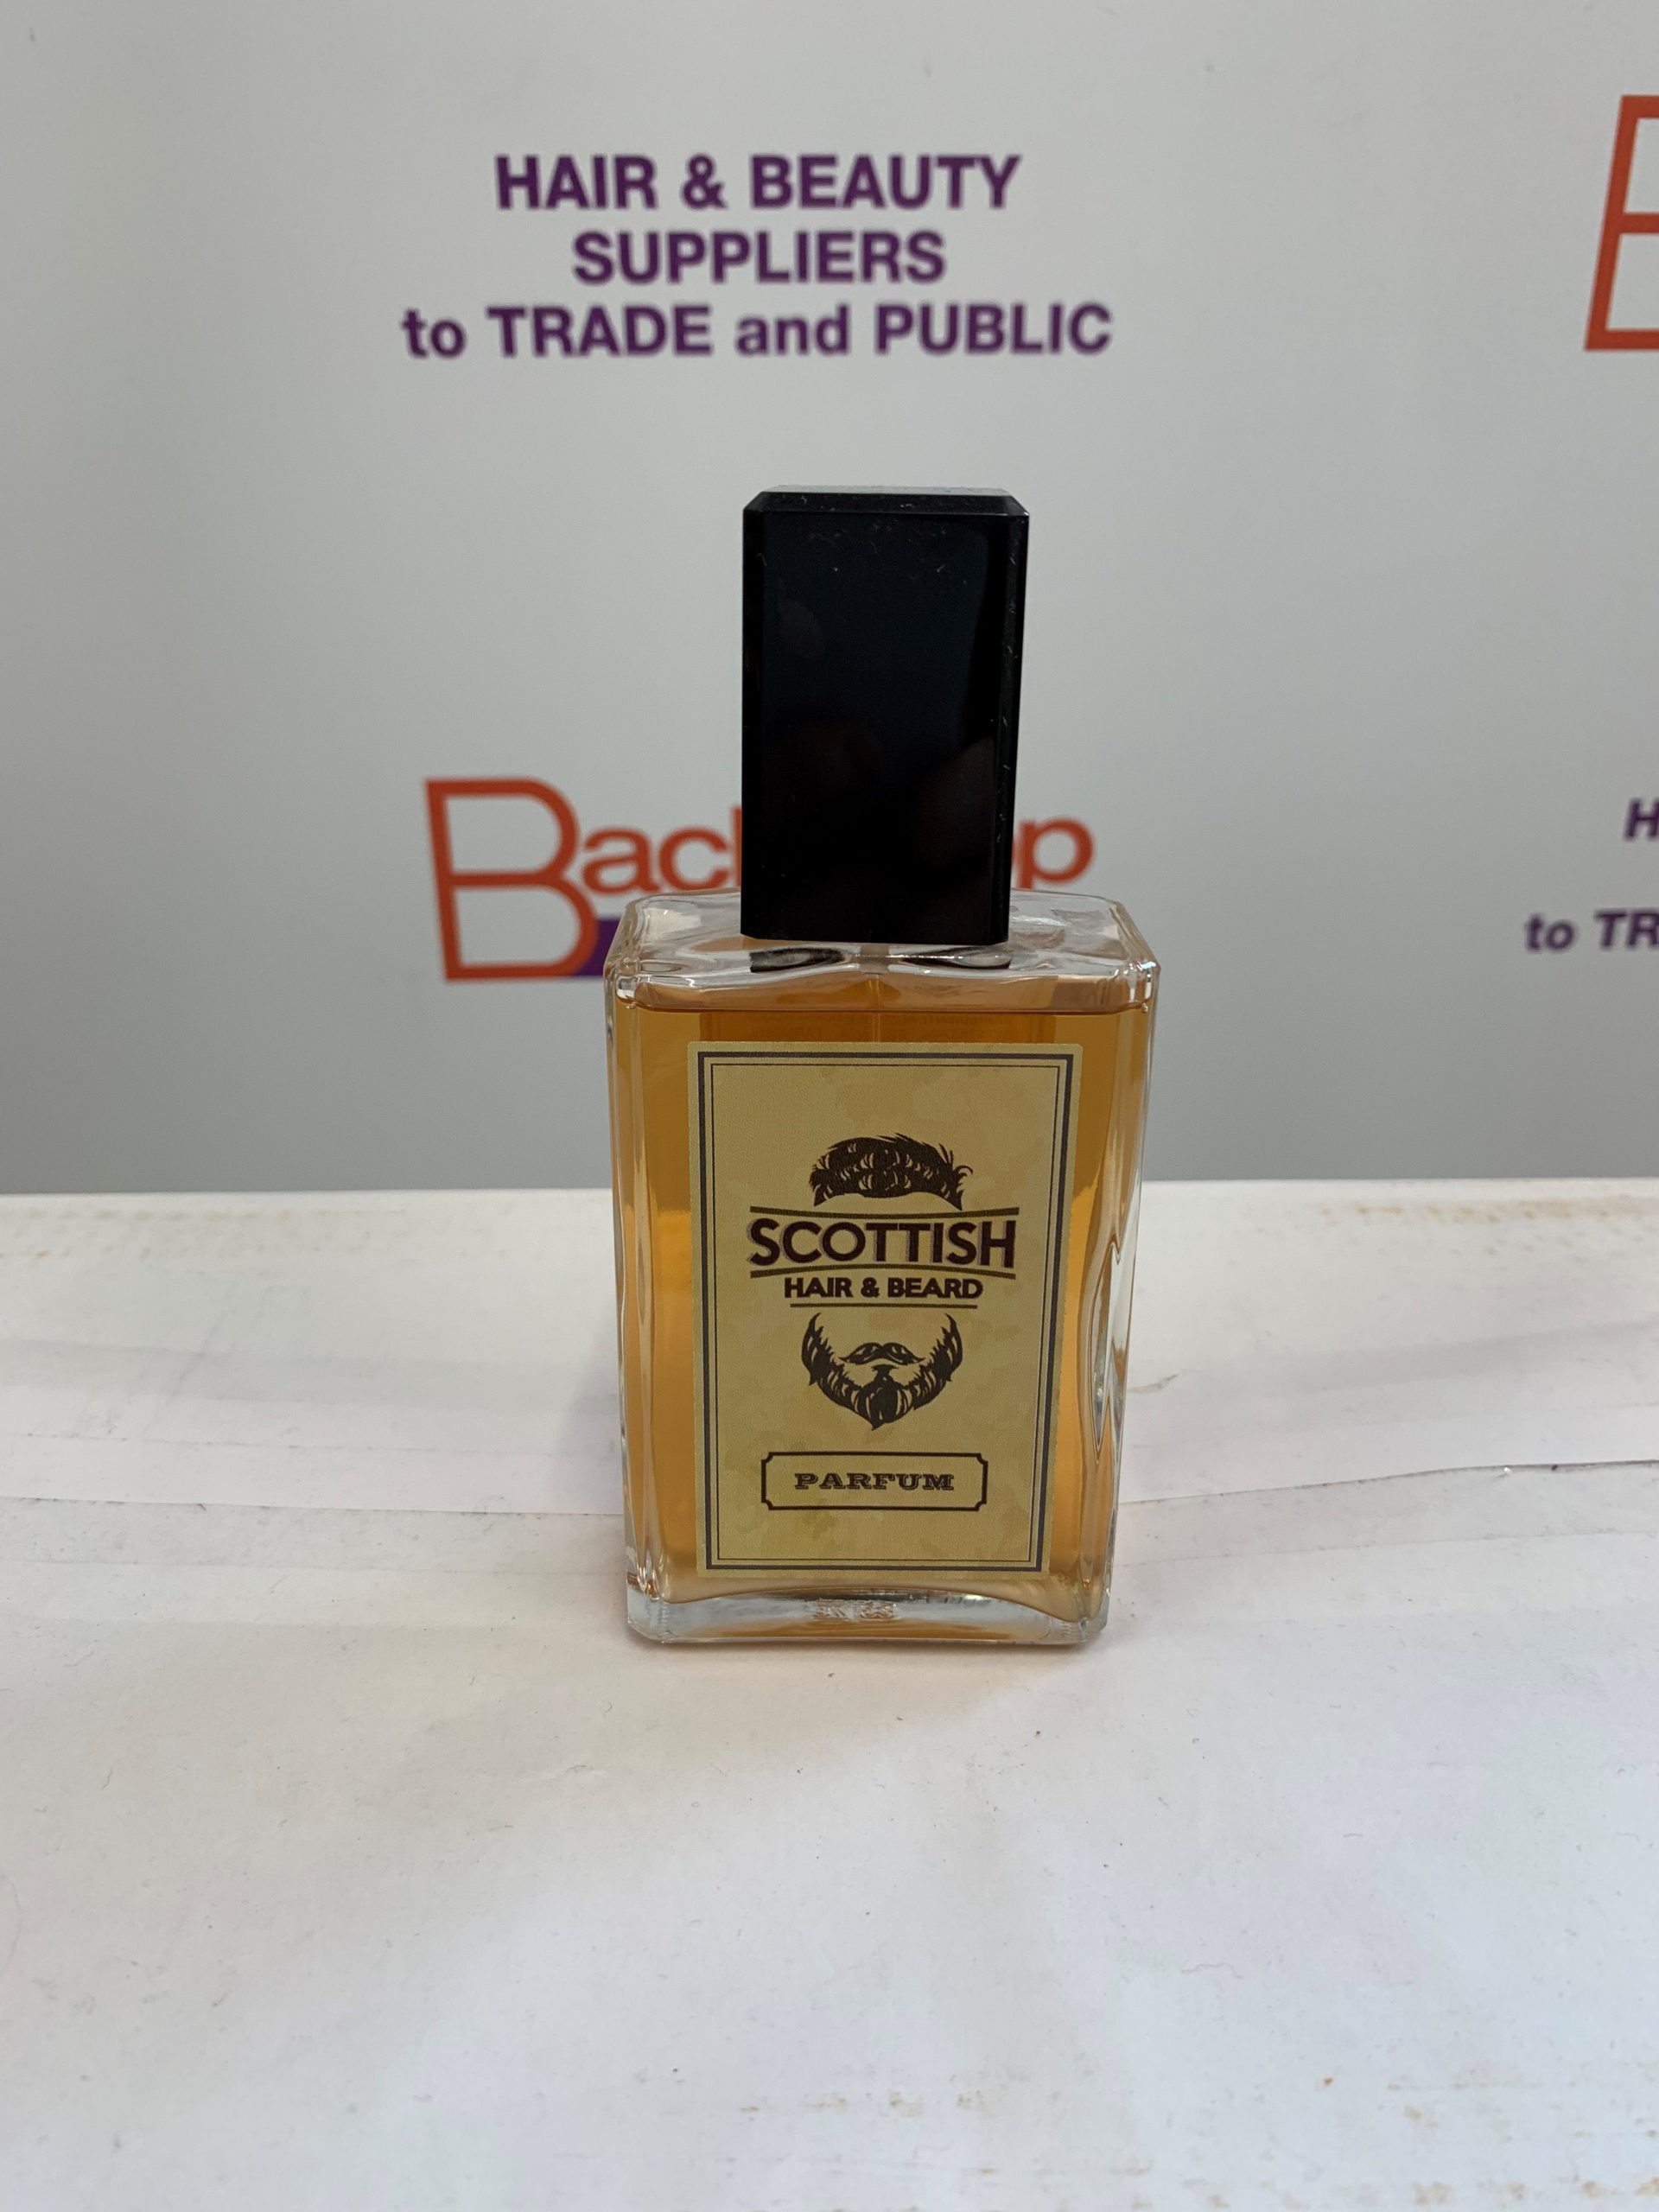 HAIR & BEAUTY
SUPPLIERS
to TRADE and PUBLIC
SCOTTISH
HAIR & BEARD
PARFUM